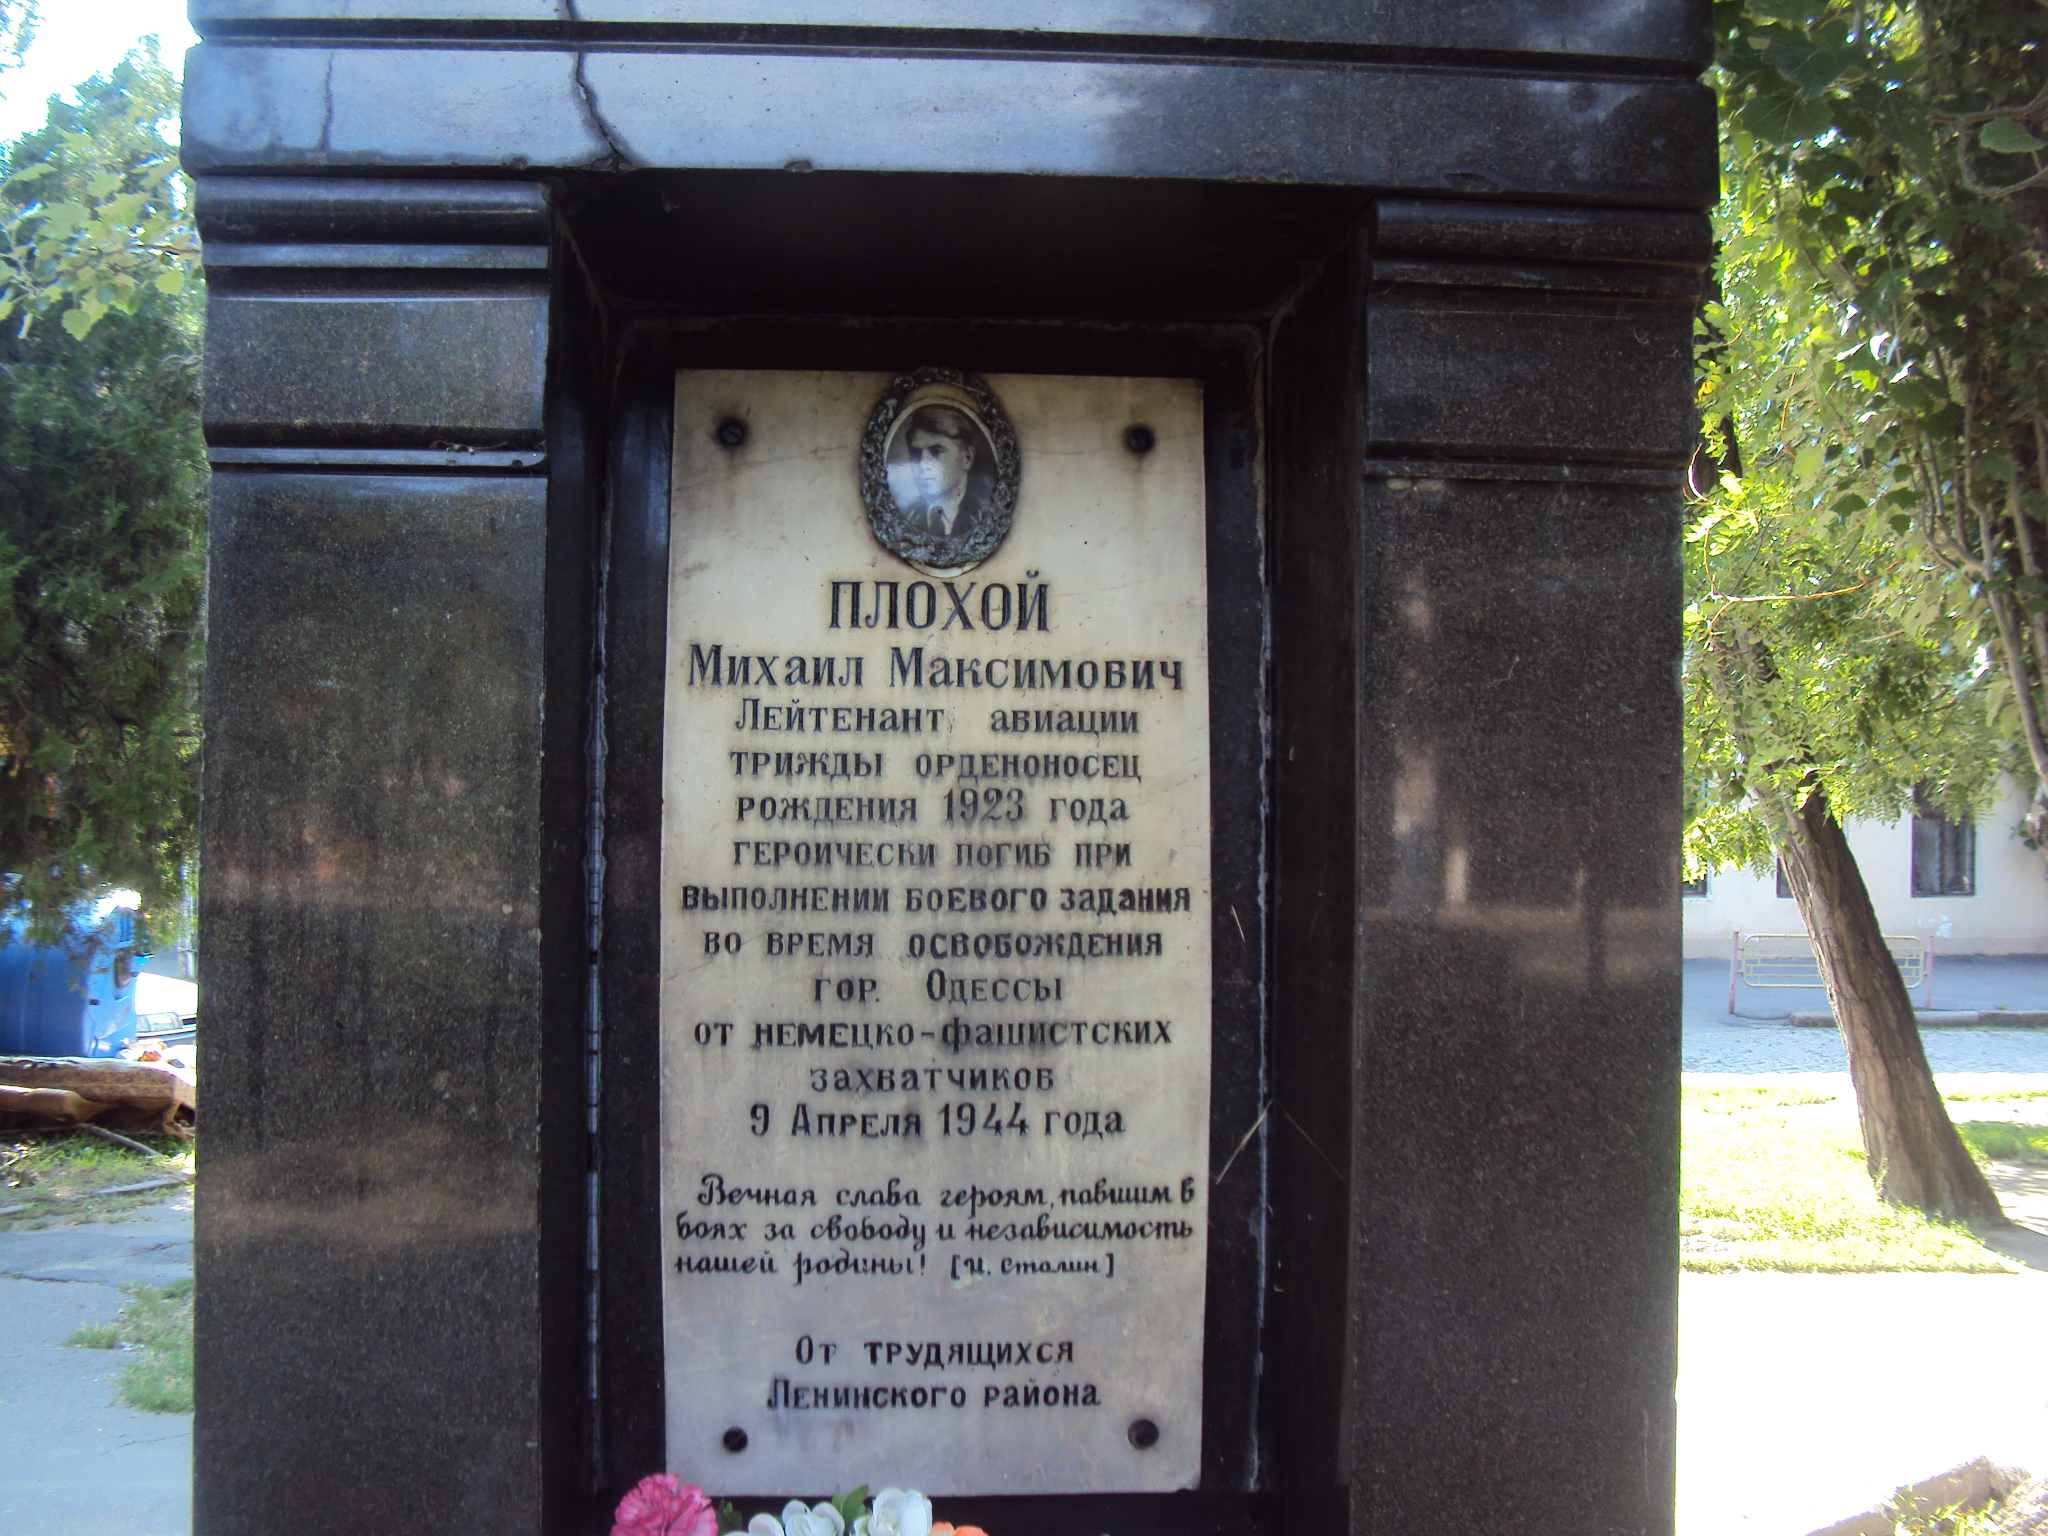 ПЛОХОЙ
Михаил Максимович
Лейтенант авиации
трижды орденоносец
рождения 1923 года
героически погиб при
выполнении боевого задания
во время освобождения
гор. Одессы
от немецко-фашистских
захватчиков
9 Апреля 1944 года
Вечная слава героям, павшим в
боях за свободу и независимость
нашей родины! [И. Сталин]
От трудящихся
Ленинского района